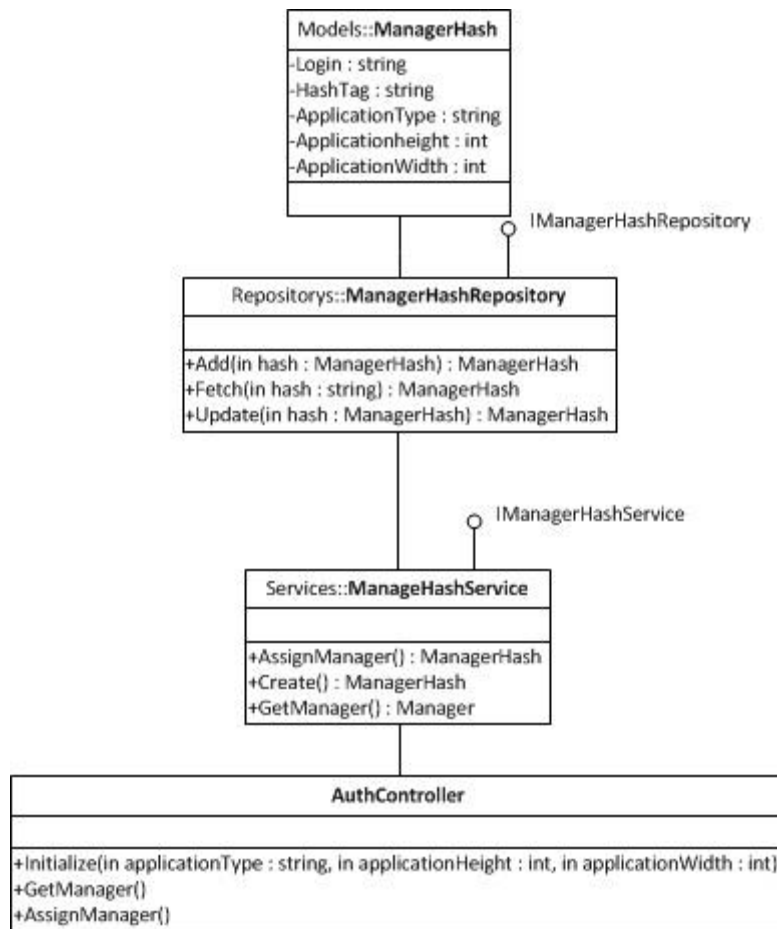 Models::ManagerHash
-Login : string
-HashTag : string
-ApplicationType : string
-Applicationheight : int
-ApplicationWidth : int
IManagerHashRepository
Repositorys::ManagerHashRepository
+Add(in hash : ManagerHash) : ManagerHash
+Fetch(in hash : string) : ManagerHash
+Update(in hash : ManagerHash) : ManagerHash
IManagerHashService
Services::ManageHashService
+AssignManager() : ManagerHash
+Create() : ManagerHash
+GetManager() : Manager
AuthController
+Initialize(in applicationType : string, in applicationHeight : int, in applicationWidth : int)
+GetManager()
+AssignManager()